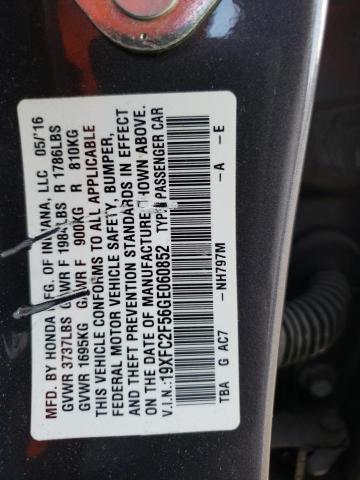 MFD. BY HONDA MFG. OF INDIANA, LLC 05/16
GVWR 3737LBS GAWR F 1984LBS R 1786LBS
GVWR 1695KG GAWR F 900KG R 810KG
THIS VEHICLE CONFORMS TO ALL APPLICABLE
FEDERAL MOTOR VEHICLE SAFETY, BUMPER,
AND THEFT PREVENTION STANDARDS IN EFFECT
ON THE DATE OF MANUFACTURE SHOWN ABOVE.
V.I.N.:19XFC2F56GE060852 TYPE: PASSENGER CAR
TBA G AC7 -NH797M -A -E